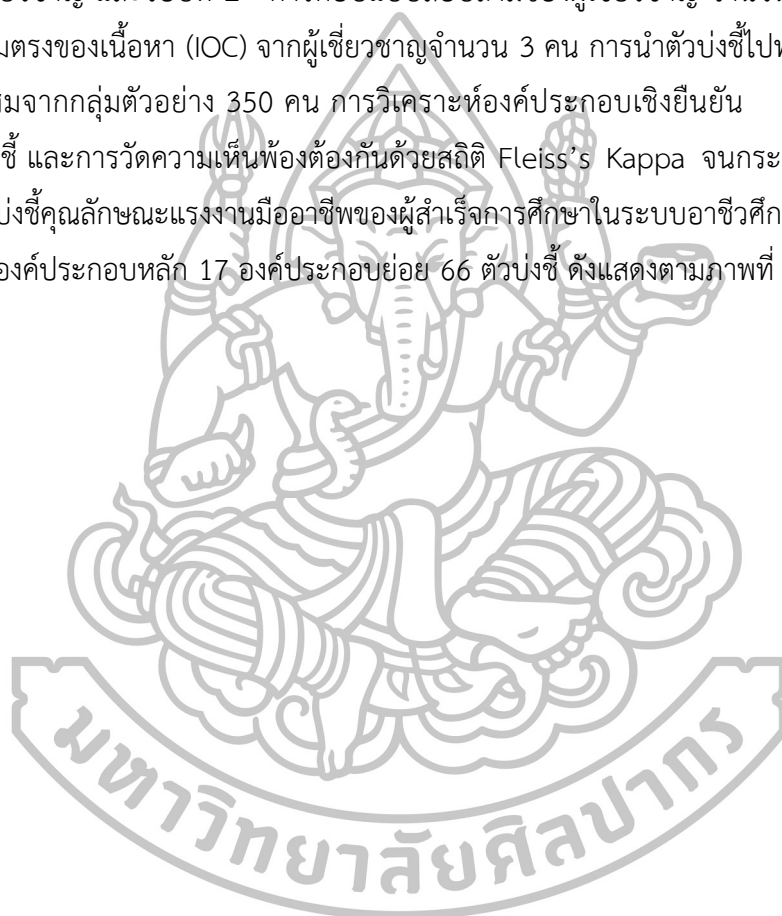 มตรงของเนื้อหา (IOC) จากผู้เชี่ยวชาญจำนวน 3 คน การนำตัวบ่งชี้ไป
สมจากกลุ่มตัวอย่าง 350 คน การวิเคราะห์องค์ประกอบเชิงยืนยัน
ชี้ และการวัดความเห็นพ้องต้องกันด้วยสถิติ Fleiss’s Kappa จนกระ
บ่งชี้คุณลักษณะแรงงานมืออาชีพของผู้สำเร็จการศึกษาในระบบอาชีวศึก
องค์ประกอบหลัก 17 องค์ประกอบย่อย 66 ตัวบ่งชี้ ดังแสดงตามภาพที่
มหาวิทยาลัยศิลปากร